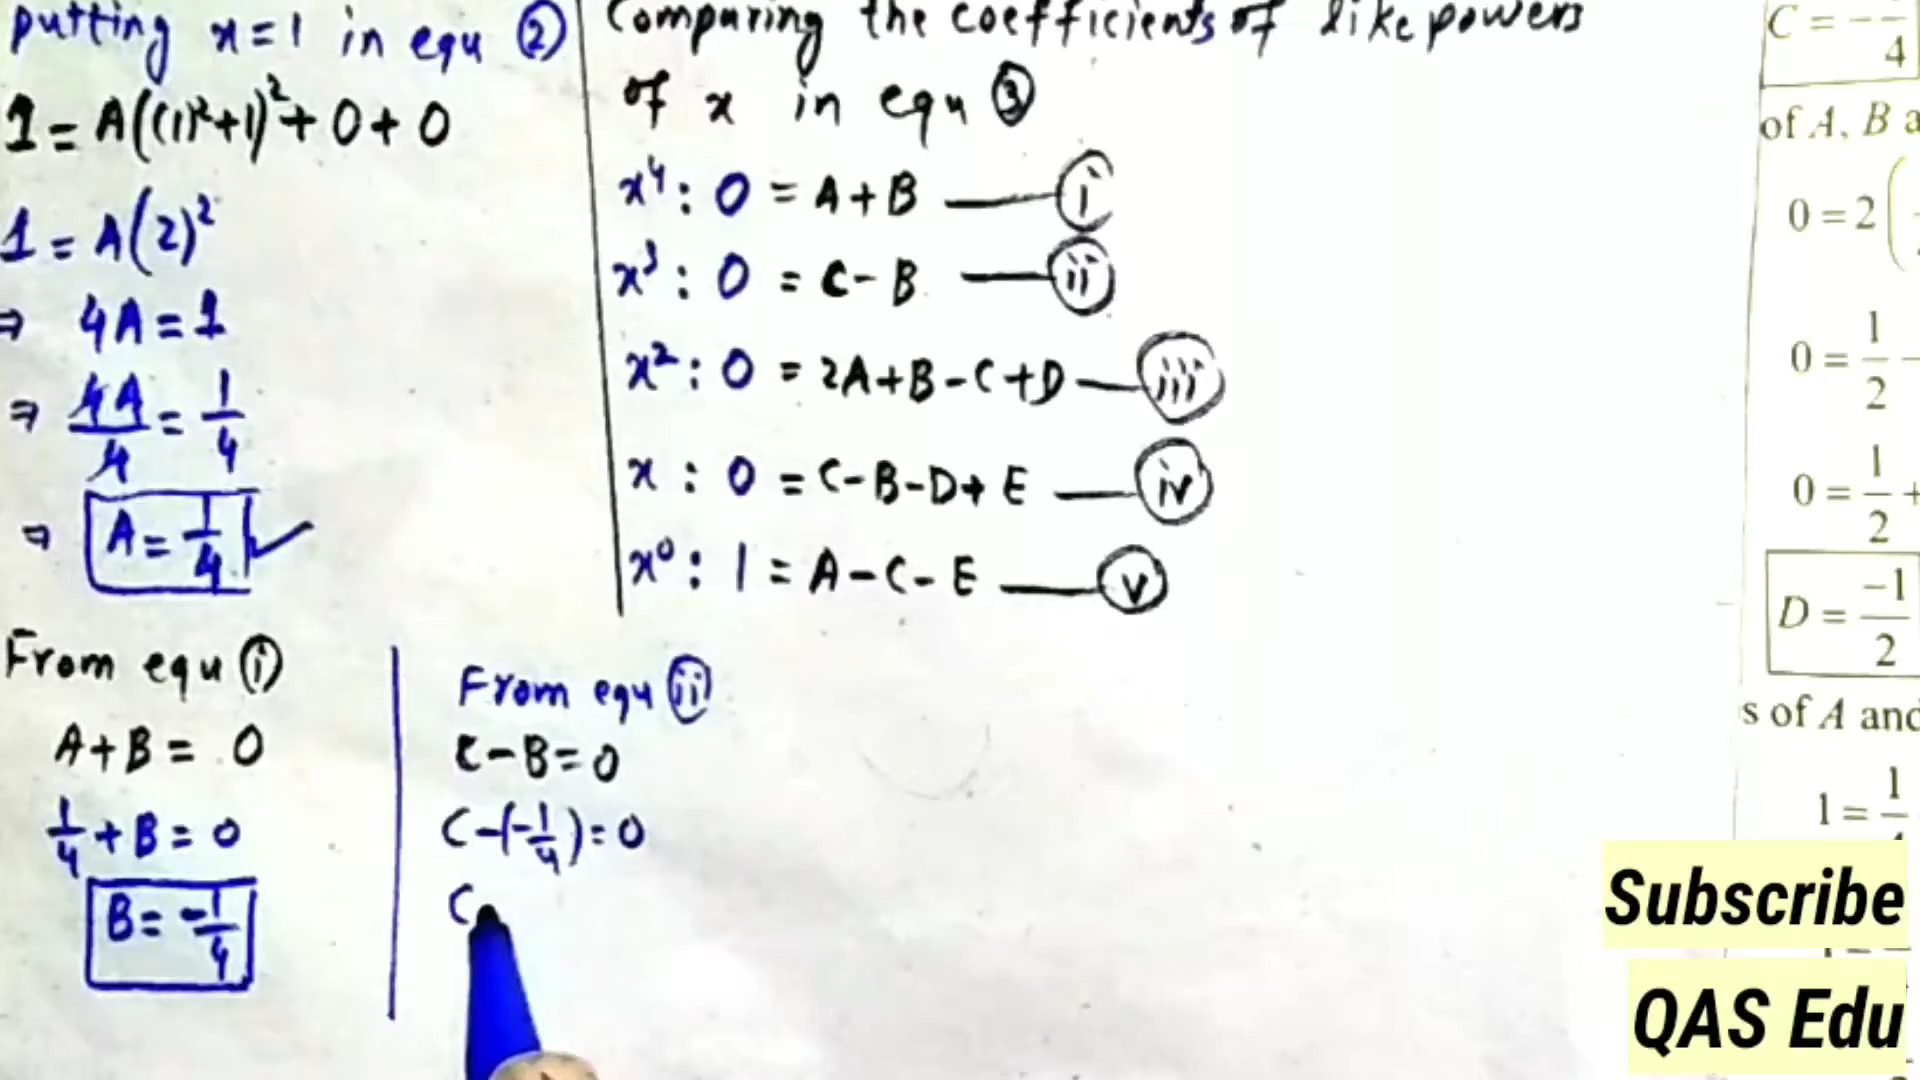 putting x=1 in equ ②
1 = A((1)²+1)² + 0 + 0
1 = A(2)²
⇒ 4A = 1
⇒ 4A/4 = 1/4
⇒ A = 1/4 ✓
Comparing the coefficients of like powers
of x in equ ③
x⁴ : 0 = A + B — (i)
x³ : 0 = C - B — (ii)
x² : 0 = 2A + B - C + D — (iii)
x : 0 = C - B - D + E — (iv)
x⁰ : 1 = A - C - E — (v)
From equ (i)
A + B = 0
1/4 + B = 0
B = -1/4
From equ (ii)
C - B = 0
C - (-1/4) = 0
C
C = - /4
of A, B a
0 = 2(
0 = 1/2 -
0 = 1/2 +
D = -1/2
s of A and
1 = 1/
Subscribe
QAS Edu